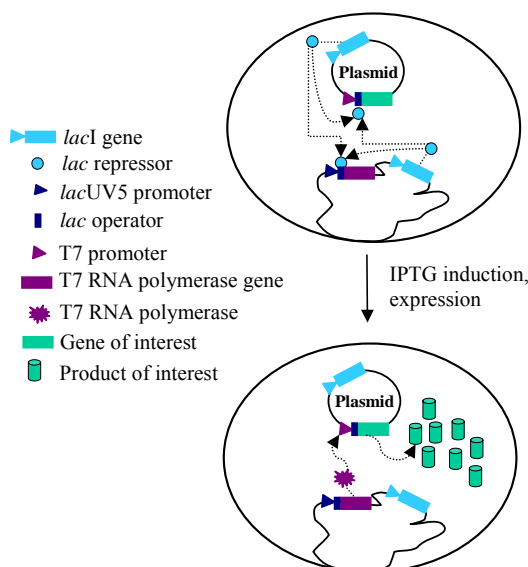 Plasmid
lacI gene
lac repressor
lacUV5 promoter
lac operator
T7 promoter
T7 RNA polymerase gene
T7 RNA polymerase
Gene of interest
Product of interest
IPTG induction,
expression
Plasmid